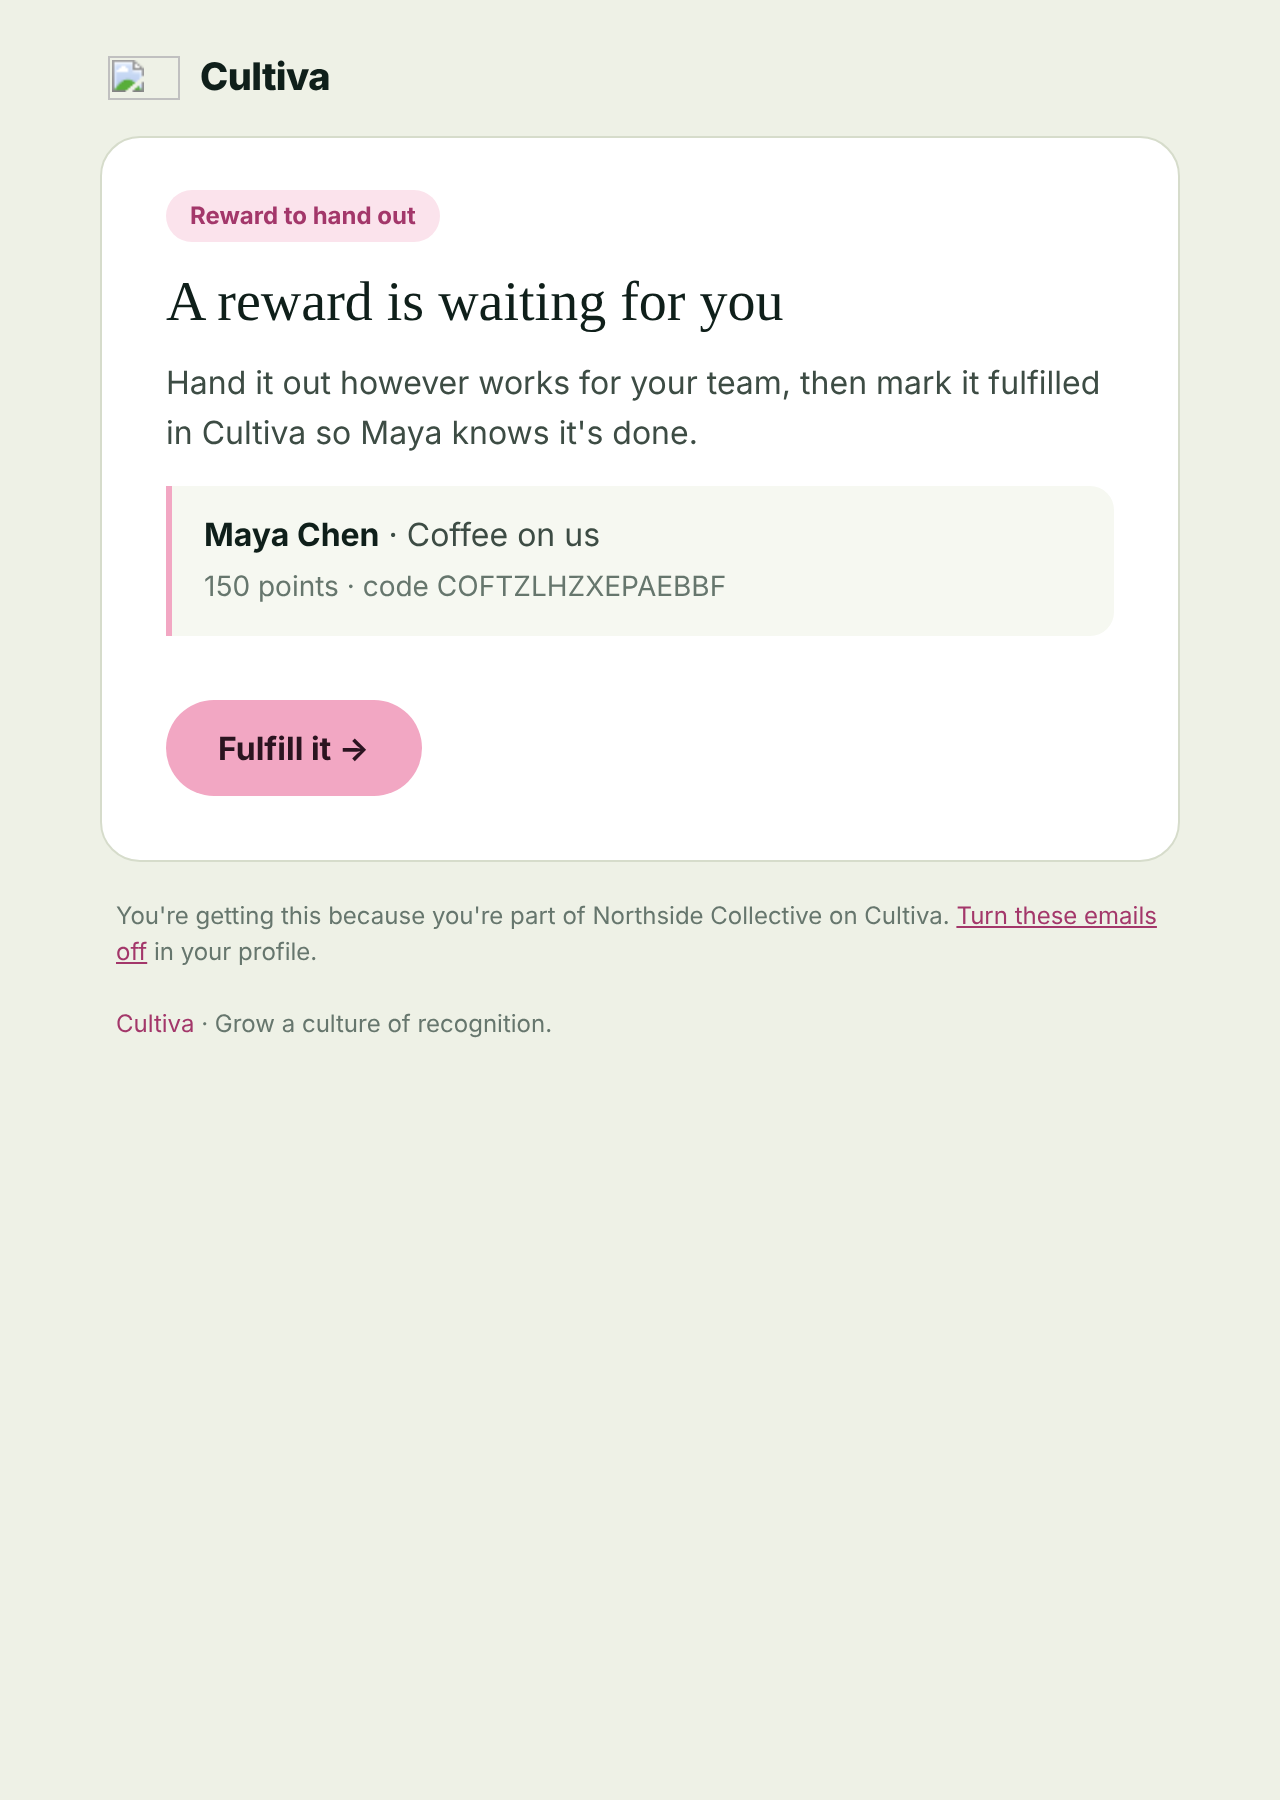 Cultiva
Reward to hand out
A reward is waiting for you
Hand it out however works for your team, then mark it fulfilled
in Cultiva so Maya knows it's done.
Maya Chen · Coffee on us
150 points · code COFTZLHZXEPAEBBF
Fulfill it →
You're getting this because you're part of Northside Collective on Cultiva. Turn these emails
off in your profile.
Cultiva · Grow a culture of recognition.